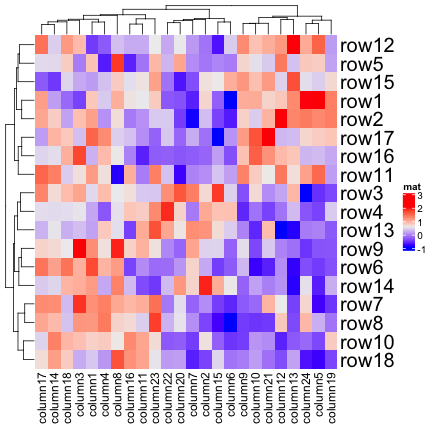 row12
row5
row15
row1
row2
row17
row16
row11
row3
row4
row13
row9
row6
row14
row7
row8
row10
row18
mat
3
2
1
0
-1
column17
column14
column18
column3
column1
column4
column8
column16
column11
column23
column22
column20
column7
column2
column15
column6
column9
column10
column21
column12
column13
column24
column5
column19